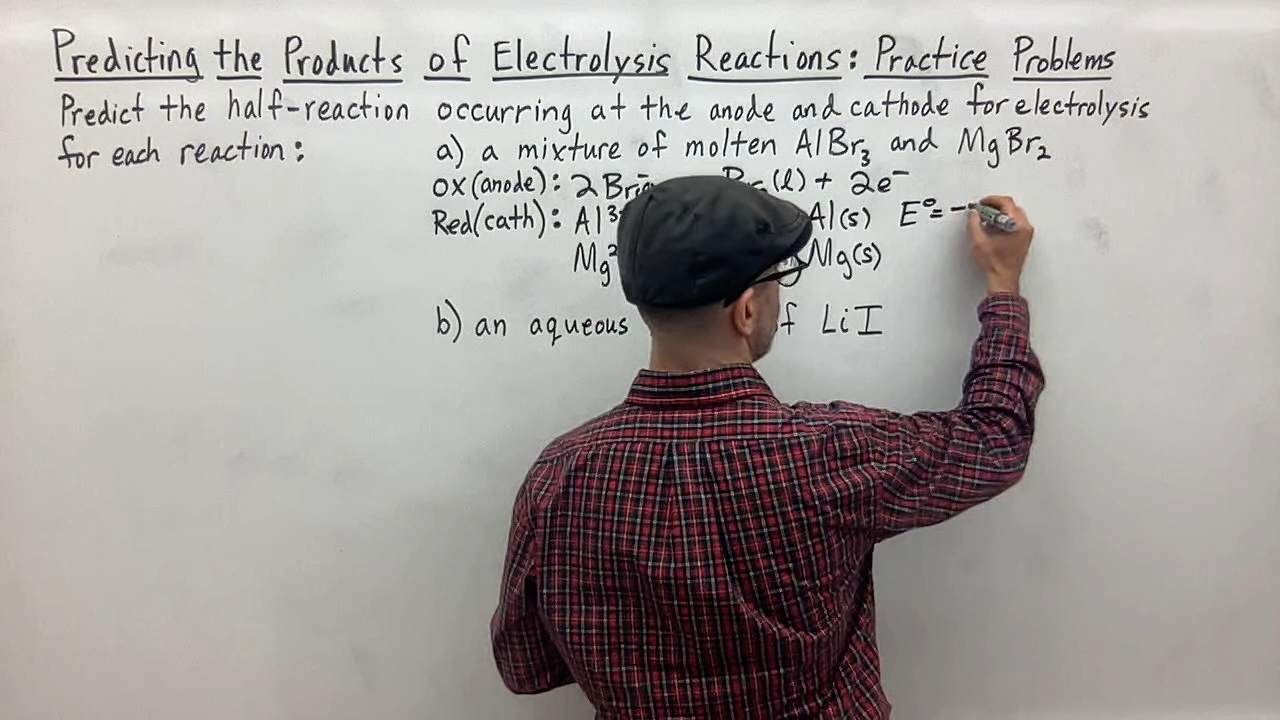 Predicting the Products of Electrolysis Reactions: Practice Problems
Predict the half-reaction occurring at the anode and cathode for electrolysis
for each reaction: a) a mixture of molten AlBr₃ and MgBr₂
ox(anode): 2Br (l) + 2e⁻
Red(cath): Al³ Al(s) E°= -
Mg² Mg(s)
b) an aqueous LiI